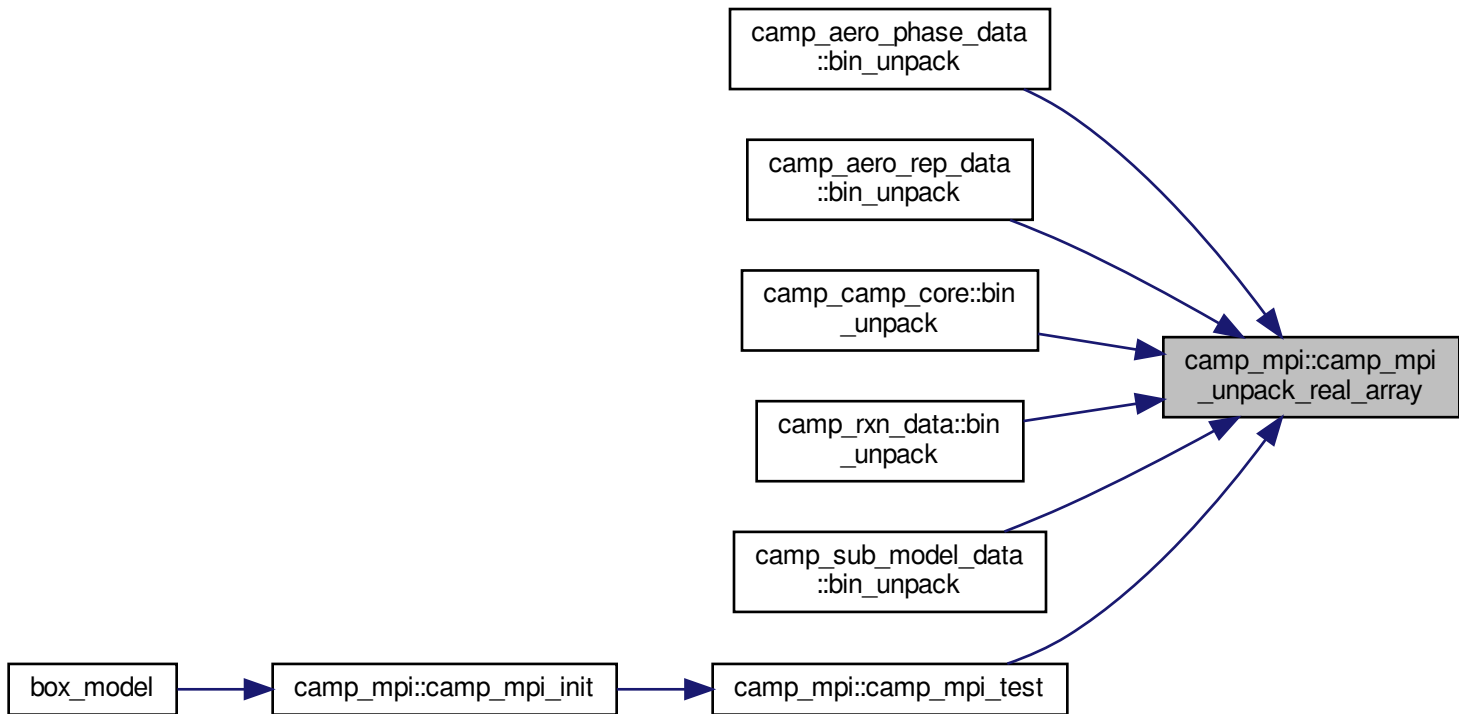 camp_aero_phase_data
::bin_unpack
camp_aero_rep_data
::bin_unpack
camp_camp_core::bin
_unpack
camp_mpi::camp_mpi
_unpack_real_array
camp_rxn_data::bin
_unpack
camp_sub_model_data
::bin_unpack
box_model
camp_mpi::camp_mpi_init
camp_mpi::camp_mpi_test